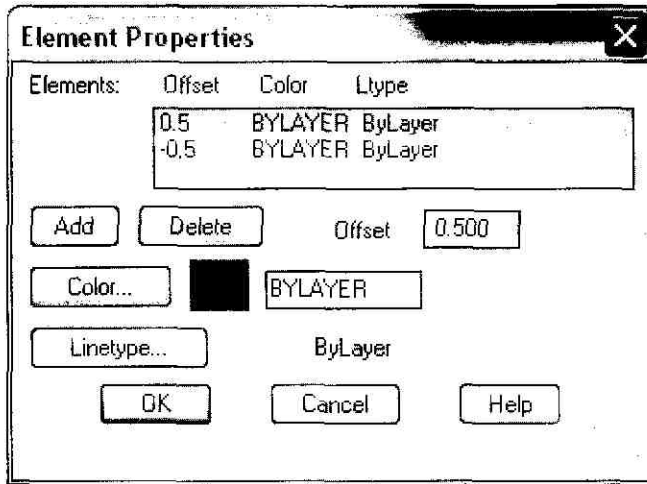 Element Properties
Elements: Offset Color Ltype
0.5 BYLAYER ByLayer
-0.5 BYLAYER ByLayer
Add Delete Offset 0.500
Color... BYLAYER
Linetype... ByLayer
OK Cancel Help